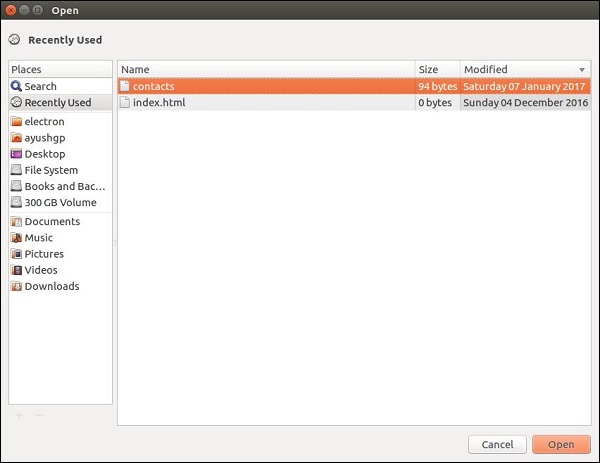 Open
Recently Used
Places
Search
Recently Used
electron
ayushgp
Desktop
File System
Books and Bac...
300 GB Volume
Documents
Music
Pictures
Videos
Downloads
Name Size Modified
contacts 94 bytes Saturday 07 January 2017
index.html 0 bytes Sunday 04 December 2016
Cancel Open